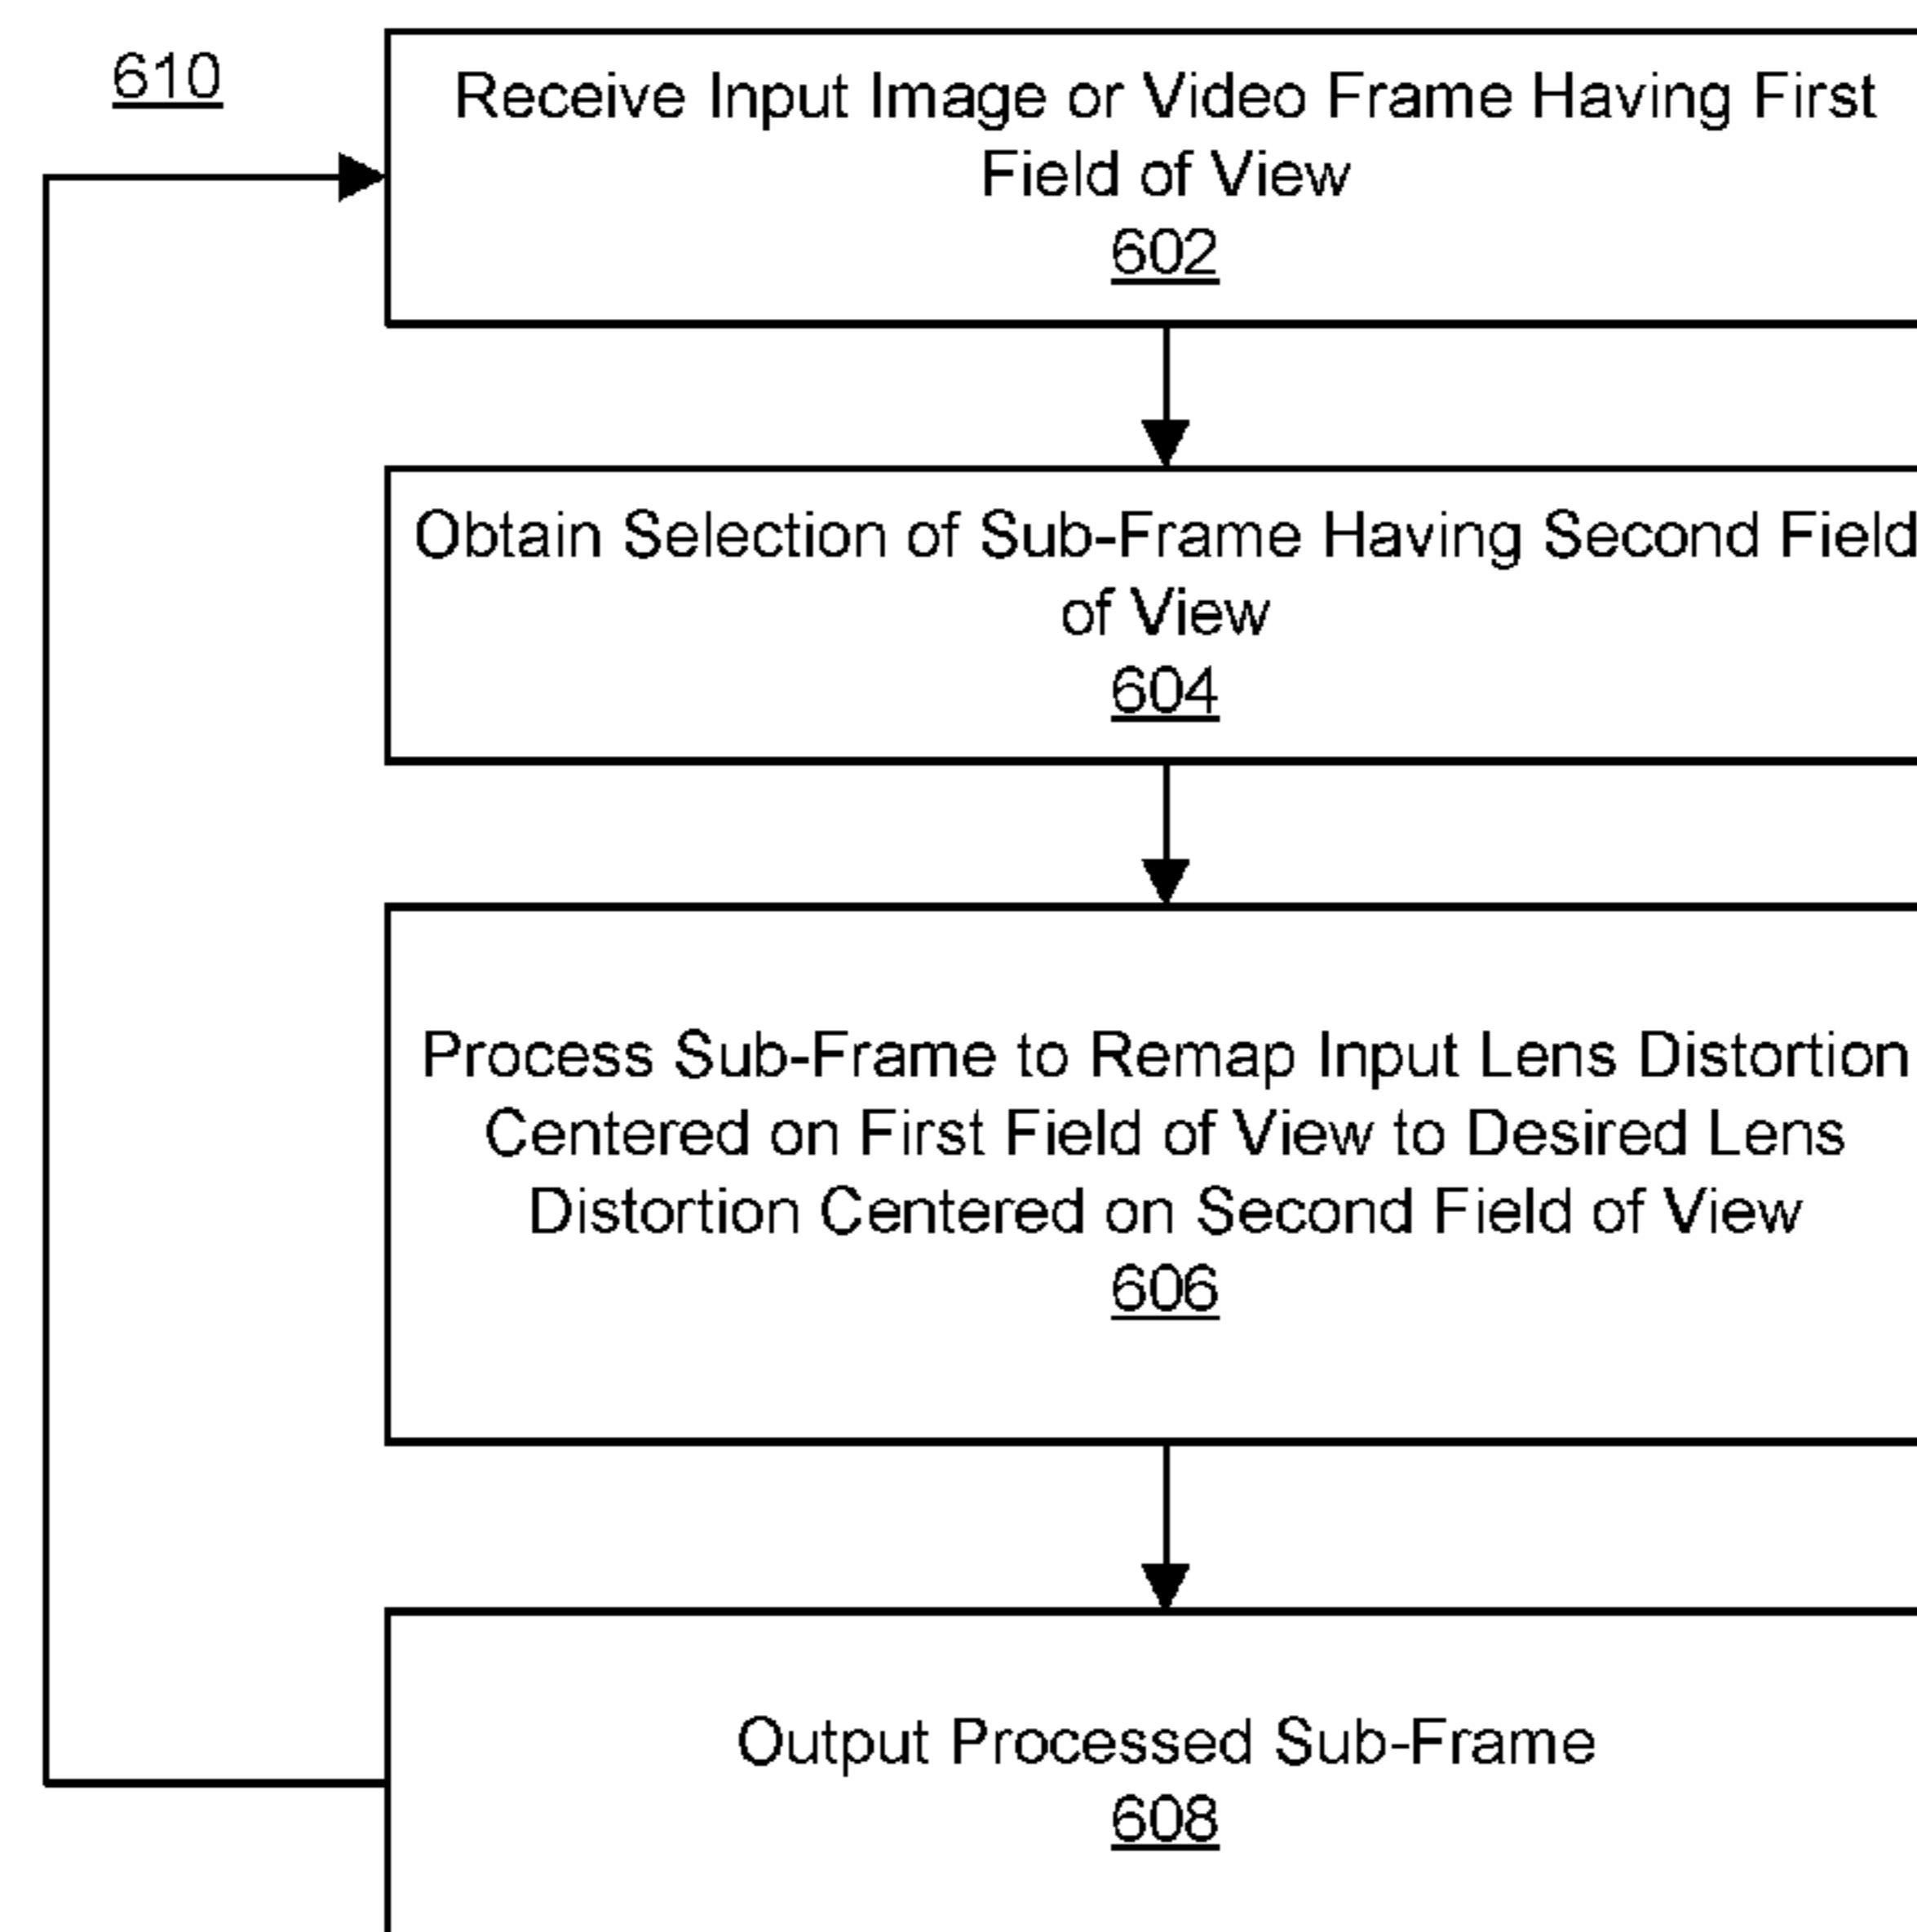 610
Receive Input Image or Video Frame Having First
Field of View
602
Obtain Selection of Sub-Frame Having Second Field
of View
604
Process Sub-Frame to Remap Input Lens Distortion
Centered on First Field of View to Desired Lens
Distortion Centered on Second Field of View
606
Output Processed Sub-Frame
608